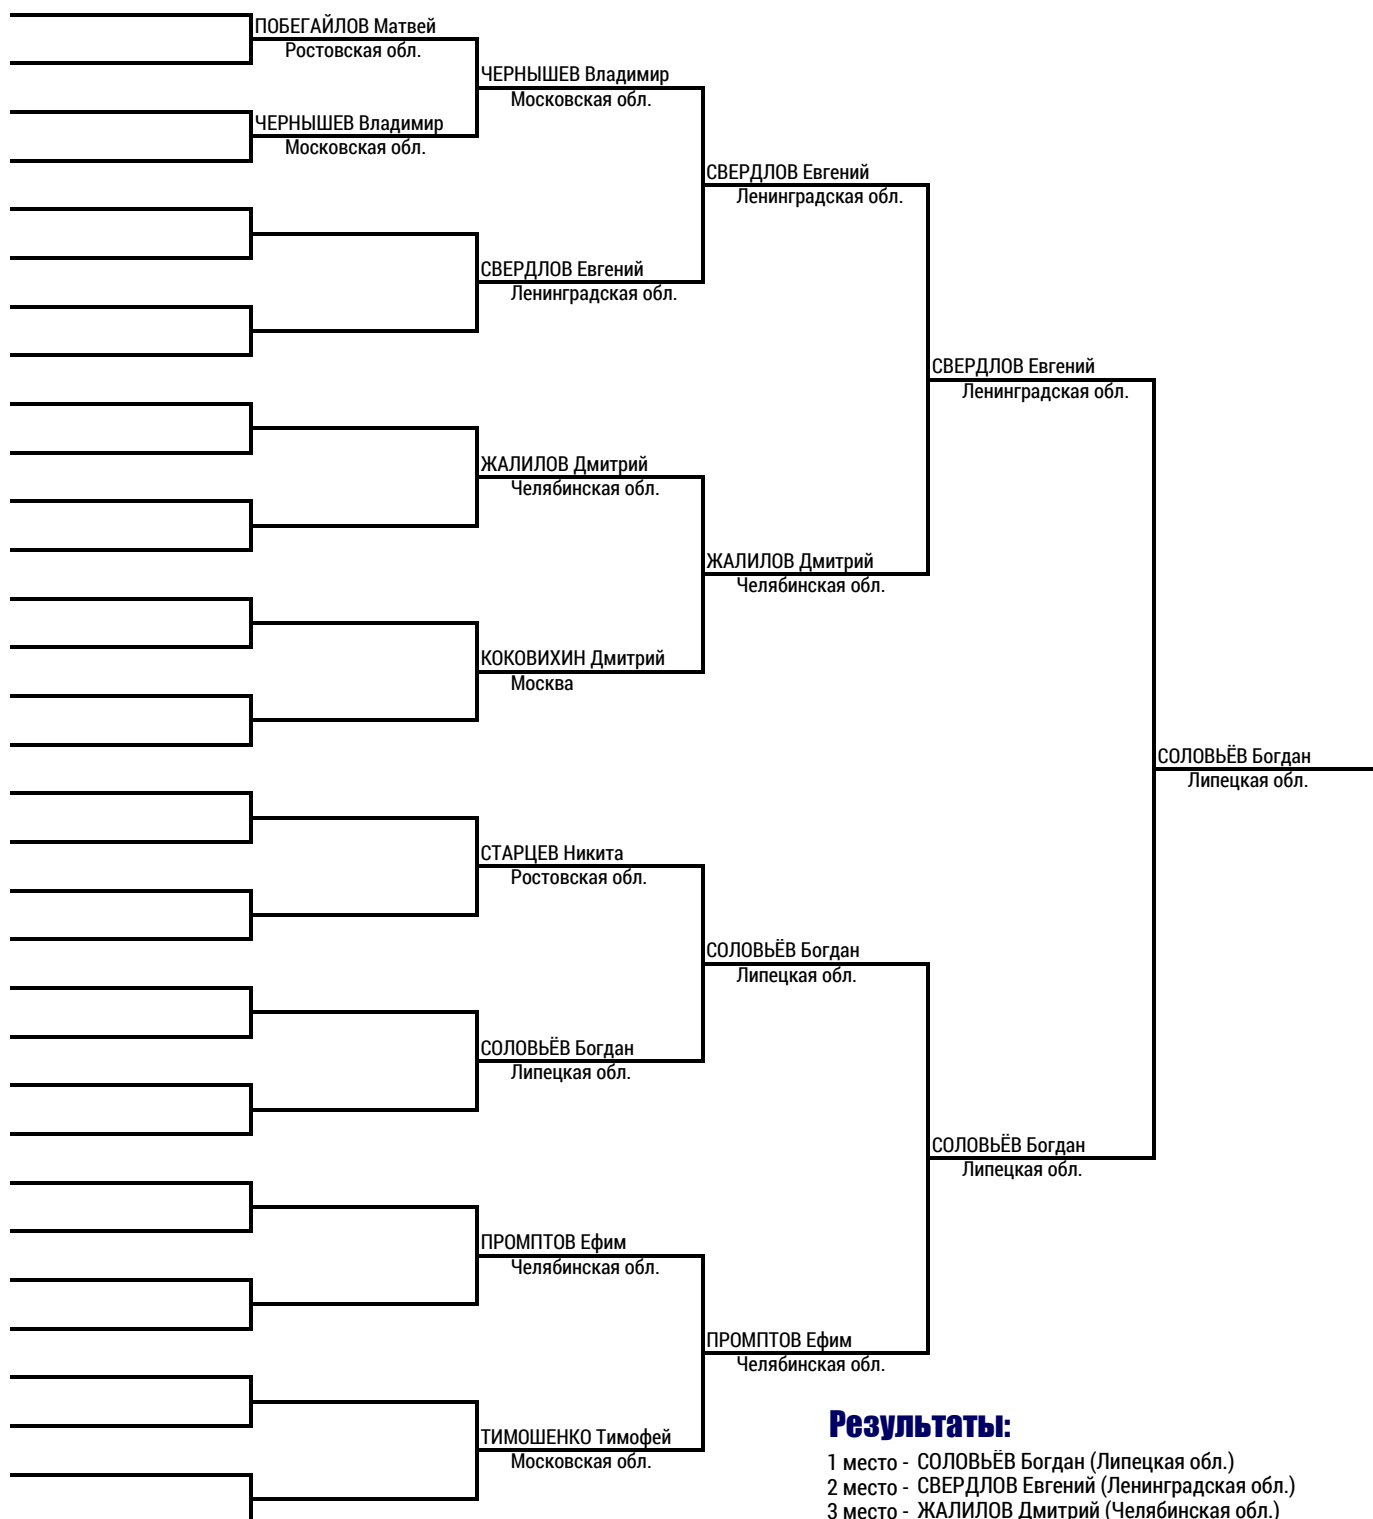 ПОБЕГАЙЛОВ Матвей
Ростовская обл.
ЧЕРНЫШЕВ Владимир
Московская обл.
ЧЕРНЫШЕВ Владимир
Московская обл.
СВЕРДЛОВ Евгений
Ленинградская обл.
СВЕРДЛОВ Евгений
Ленинградская обл.
СВЕРДЛОВ Евгений
Ленинградская обл.
ЖАЛИЛОВ Дмитрий
Челябинская обл.
ЖАЛИЛОВ Дмитрий
Челябинская обл.
КОКОВИХИН Дмитрий
Москва
СОЛОВЬЁВ Богдан
Липецкая обл.
СТАРЦЕВ Никита
Ростовская обл.
СОЛОВЬЁВ Богдан
Липецкая обл.
СОЛОВЬЁВ Богдан
Липецкая обл.
СОЛОВЬЁВ Богдан
Липецкая обл.
ПРОМПТОВ Ефим
Челябинская обл.
ПРОМПТОВ Ефим
Челябинская обл.
ТИМОШЕНКО Тимофей
Московская обл.
Результаты:
1 место - СОЛОВЬЁВ Богдан (Липецкая обл.)
2 место - СВЕРДЛОВ Евгений (Ленинградская обл.)
3 место - ЖАЛИЛОВ Дмитрий (Челябинская обл.)